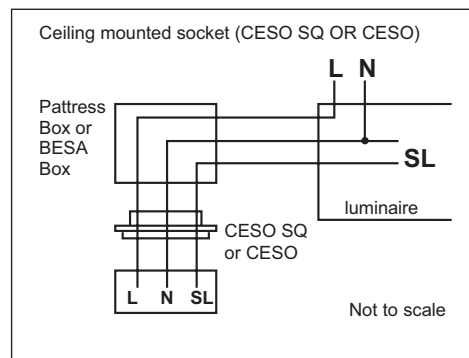 Ceiling mounted socket (CESO SQ OR CESO)
L N
Pattress
Box or
BESA
Box
SL
luminaire
CESO SQ
or CESO
L N SL
Not to scale